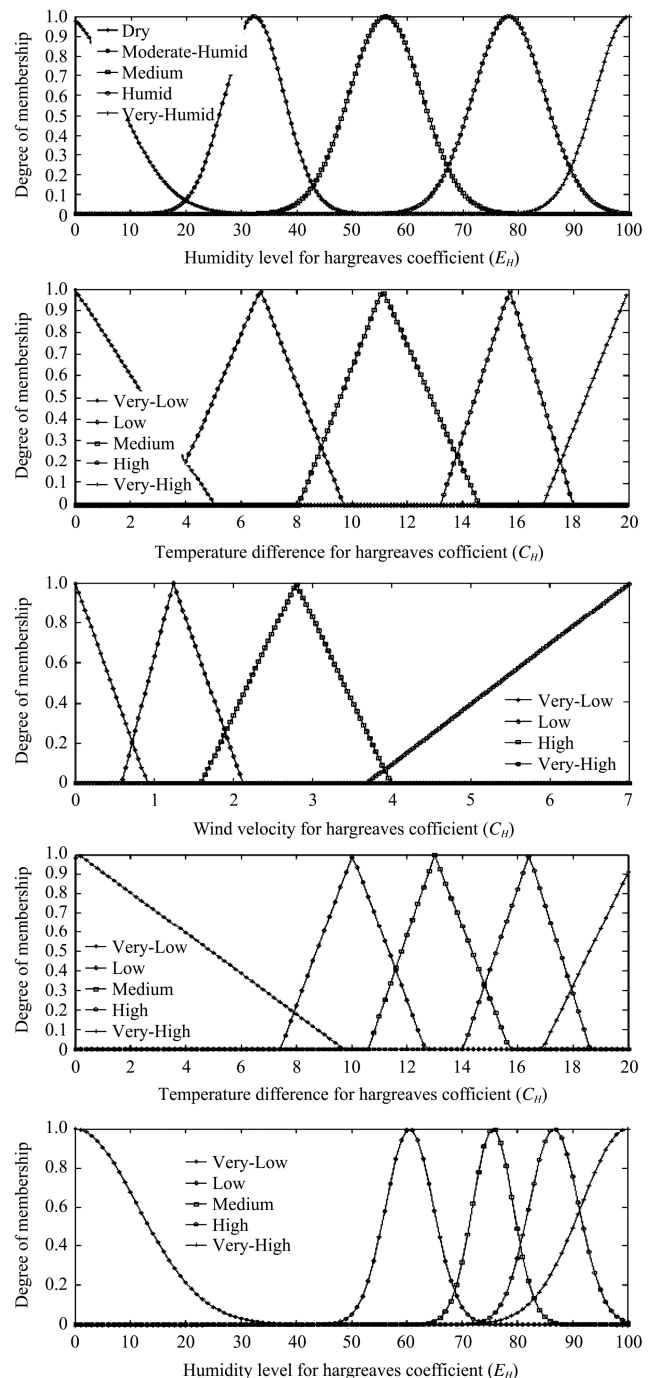 Degree of membership
1.0
0.9
0.8
0.7
0.6
0.5
0.4
0.3
0.2
0.1
0
Dry
Moderate-Humid
Medium
Humid
Very-Humid
0 10 20 30 40 50 60 70 80 90 100
Humidity level for hargreaves coefficient (E_H)
Degree of membership
1.0
0.9
0.8
0.7
0.6
0.5
0.4
0.3
0.2
0.1
0
Very-Low
Low
Medium
High
Very-High
0 2 4 6 8 10 12 14 16 18 20
Temperature difference for hargreaves cofficient (C_H)
Degree of membership
1.0
0.8
0.6
0.4
0.2
0
Very-Low
Low
High
Very-High
0 1 2 3 4 5 6 7
Wind velocity for hargreaves cofficient (C_H)
Degree of membership
1.0
0.9
0.8
0.7
0.6
0.5
0.4
0.3
0.2
0.1
0
Very-Low
Low
Medium
High
Very-High
0 2 4 6 8 10 12 14 16 18 20
Temperature difference for hargreaves cofficient (C_H)
Degree of membership
1.0
0.8
0.6
0.4
0.2
0
Very-Low
Low
Medium
High
Very-High
0 10 20 30 40 50 60 70 80 90 100
Humidity level for hargreaves coefficient (E_H)